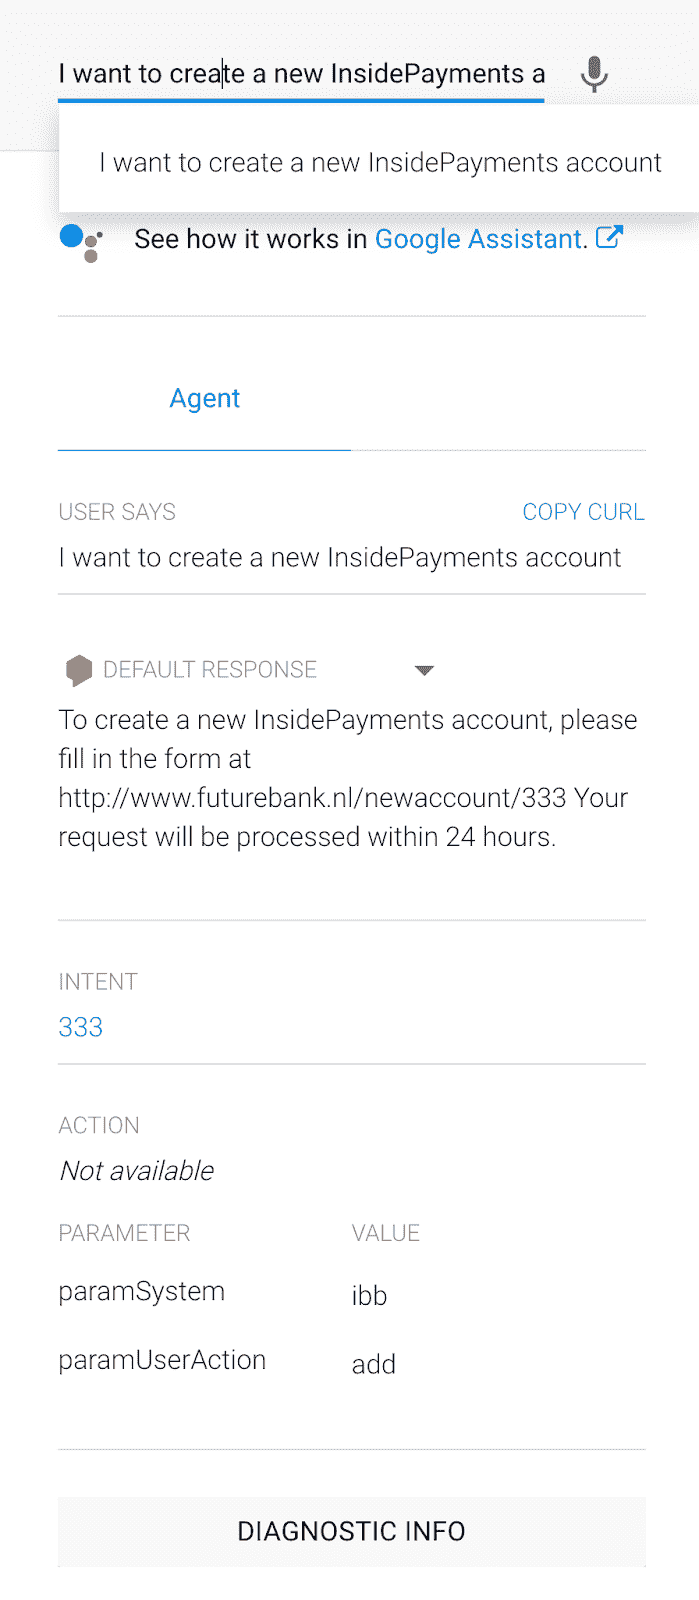 I want to create a new InsidePayments a
I want to create a new InsidePayments account
See how it works in Google Assistant.
Agent
USER SAYS COPY CURL
I want to create a new InsidePayments account
DEFAULT RESPONSE
To create a new InsidePayments account, please
fill in the form at
http://www.futurebank.nl/newaccount/333 Your
request will be processed within 24 hours.
INTENT
333
ACTION
Not available
PARAMETER VALUE
paramSystem ibb
paramUserAction add
DIAGNOSTIC INFO